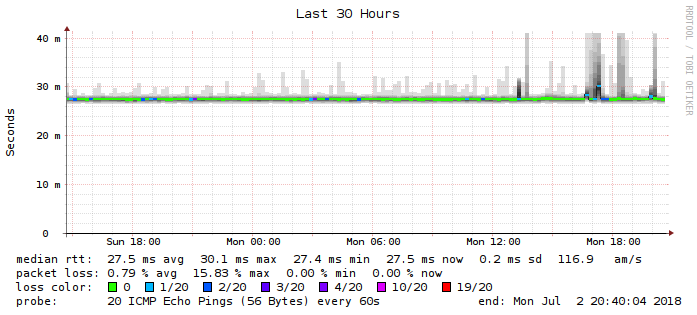 Last 30 Hours
RRDTOOL / TOBI OETIKER
Seconds
40 m
30 m
20 m
10 m
0
Sun 18:00 Mon 00:00 Mon 06:00 Mon 12:00 Mon 18:00
median rtt: 27.5 ms avg 30.1 ms max 27.4 ms min 27.5 ms now 0.2 ms sd 116.9 am/s
packet loss: 0.79 % avg 15.83 % max 0.00 % min 0.00 % now
loss color: 0 1/20 2/20 3/20 4/20 10/20 19/20
probe: 20 ICMP Echo Pings (56 Bytes) every 60s end: Mon Jul 2 20:40:04 2018